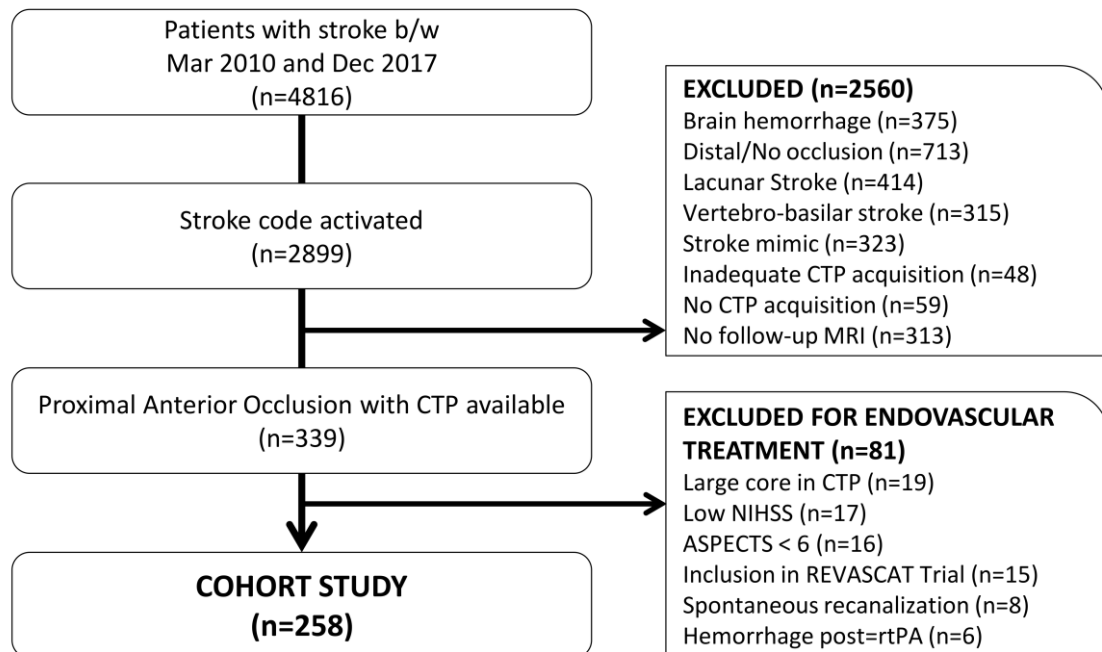 Patients with stroke b/w
Mar 2010 and Dec 2017
(n=4816)
Stroke code activated
(n=2899)
EXCLUDED (n=2560)
Brain hemorrhage (n=375)
Distal/No occlusion (n=713)
Lacunar Stroke (n=414)
Vertebro-basilar stroke (n=315)
Stroke mimic (n=323)
Inadequate CTP acquisition (n=48)
No CTP acquisition (n=59)
No follow-up MRI (n=313)
Proximal Anterior Occlusion with CTP available
(n=339)
EXCLUDED FOR ENDOVASCULAR
TREATMENT (n=81)
Large core in CTP (n=19)
Low NIHSS (n=17)
ASPECTS < 6 (n=16)
Inclusion in REVASCAT Trial (n=15)
Spontaneous recanalization (n=8)
Hemorrhage post=rtPA (n=6)
COHORT STUDY
(n=258)